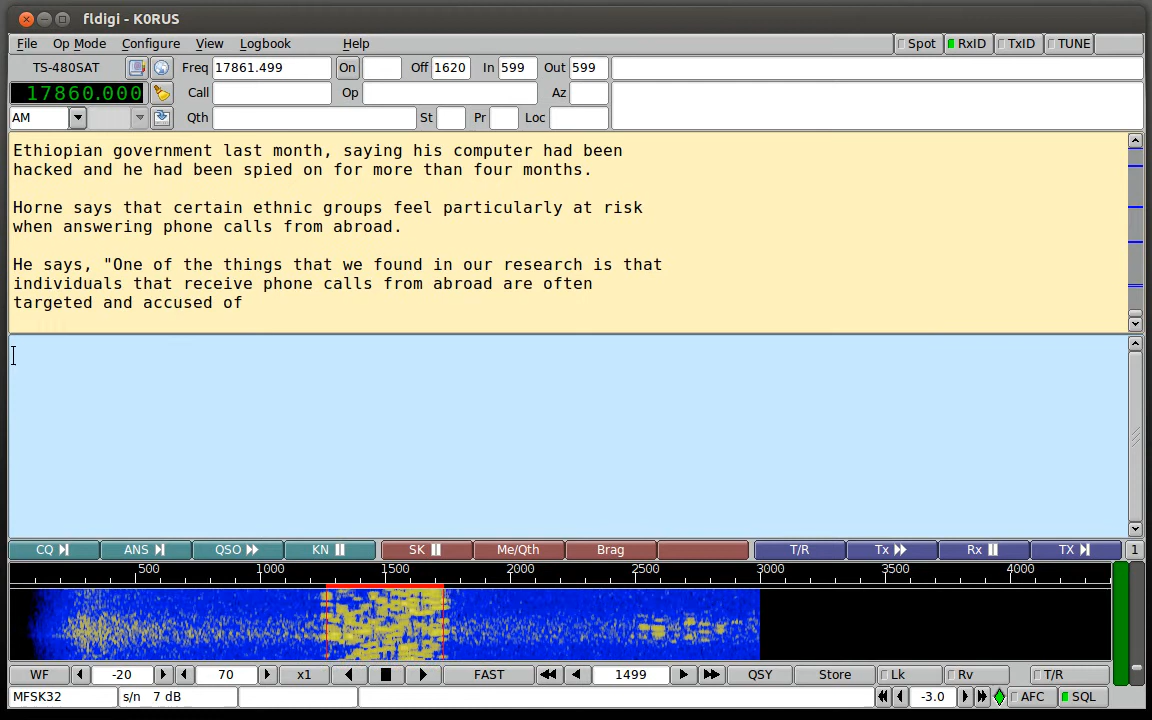 fldigi - K0RUS
File Op Mode Configure View Logbook Help Spot RxID TxID TUNE
TS-480SAT Freq 17861.499 On Off 1620 In 599 Out 599
17860.000 Call Op Az
AM Qth St Pr Loc
Ethiopian government last month, saying his computer had been
hacked and he had been spied on for more than four months.
Horne says that certain ethnic groups feel particularly at risk
when answering phone calls from abroad.
He says, "One of the things that we found in our research is that
individuals that receive phone calls from abroad are often
targeted and accused of
CQ ANS QSO KN SK Me/Qth Brag T/R Tx Rx TX 1
500 1000 1500 2000 2500 3000 3500 4000
WF -20 70 x1 FAST 1499 QSY Store Lk Rv T/R
MFSK32 s/n 7 dB -3.0 AFC SQL